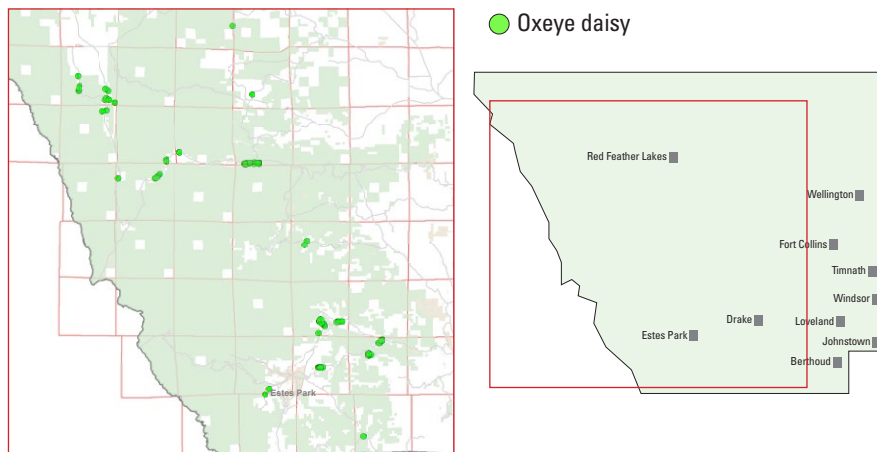 Oxeye daisy
Red Feather Lakes
Wellington
Fort Collins
Timnath
Windsor
Drake
Loveland
Estes Park
Johnstown
Berthoud
Estes Park